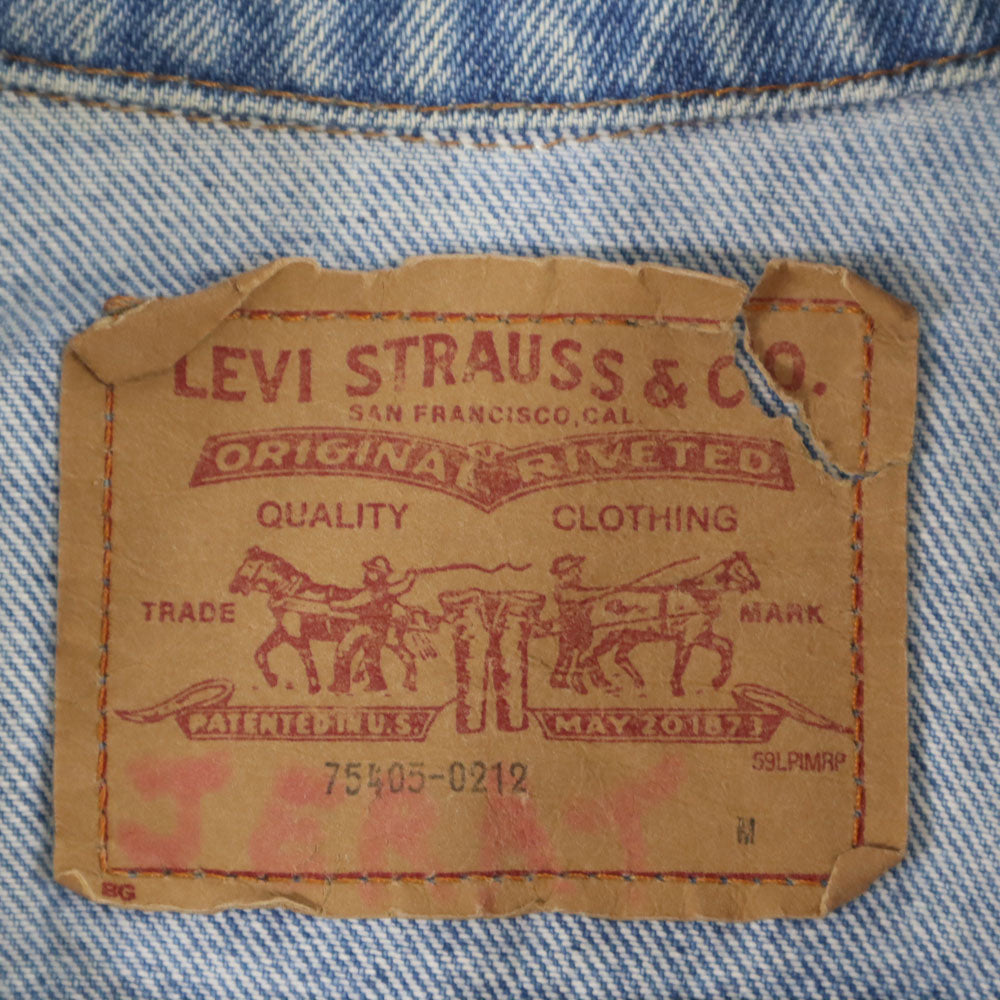 LEVI STRAUSS & CO.
SAN FRANCISCO, CAL.
ORIGINAL RIVETED
QUALITY CLOTHING
TRADE MARK
PATENTED IN U.S. MAY 20 1873
59LPIMRP
75405-0212
M
BG